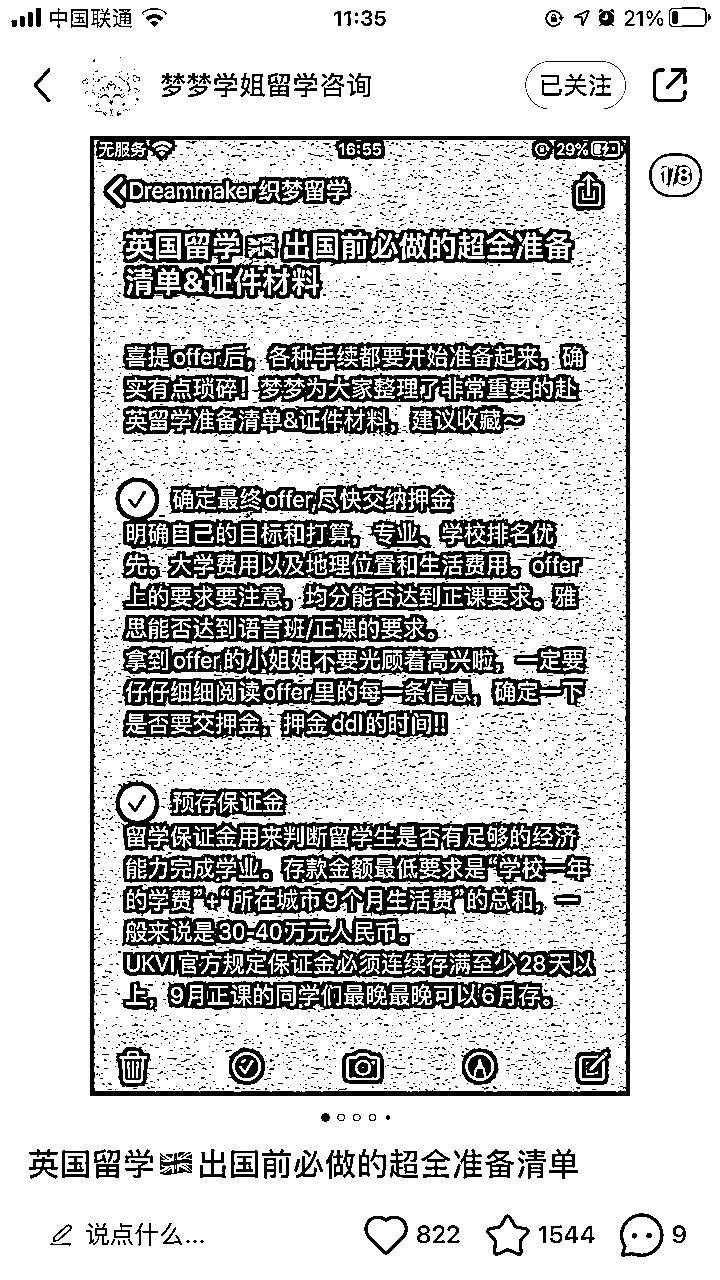 中国联通 11:35 21%
梦梦学姐留学咨询 已关注
1/8
无服务 16:55 29%
Dreammaker织梦留学
英国留学🇬🇧出国前必做的超全准备
清单&证件材料
喜提offer后，各种手续都要开始准备起来，确
实有点琐碎！梦梦为大家整理了非常重要的赴
英留学准备清单&证件材料，建议收藏～
确定最终offer,尽快交纳押金
明确自己的目标和打算，专业、学校排名优
先。大学费用以及地理位置和生活费用。offer
上的要求要注意，均分能否达到正课要求。雅
思能否达到语言班/正课的要求。
拿到offer的小姐姐不要光顾着高兴啦，一定要
仔仔细细阅读offer里的每一条信息，确定一下
是否要交押金，押金ddl的时间!!
预存保证金
留学保证金用来判断留学生是否有足够的经济
能力完成学业。存款金额最低要求是“学校一年
的学费”+“所在城市9个月生活费”的总和，一
般来说是30-40万元人民币。
UKVI官方规定保证金必须连续存满至少28天以
上，9月正课的同学们最晚最晚可以6月存。
英国留学🇬🇧出国前必做的超全准备清单
说点什么... 822 1544 9